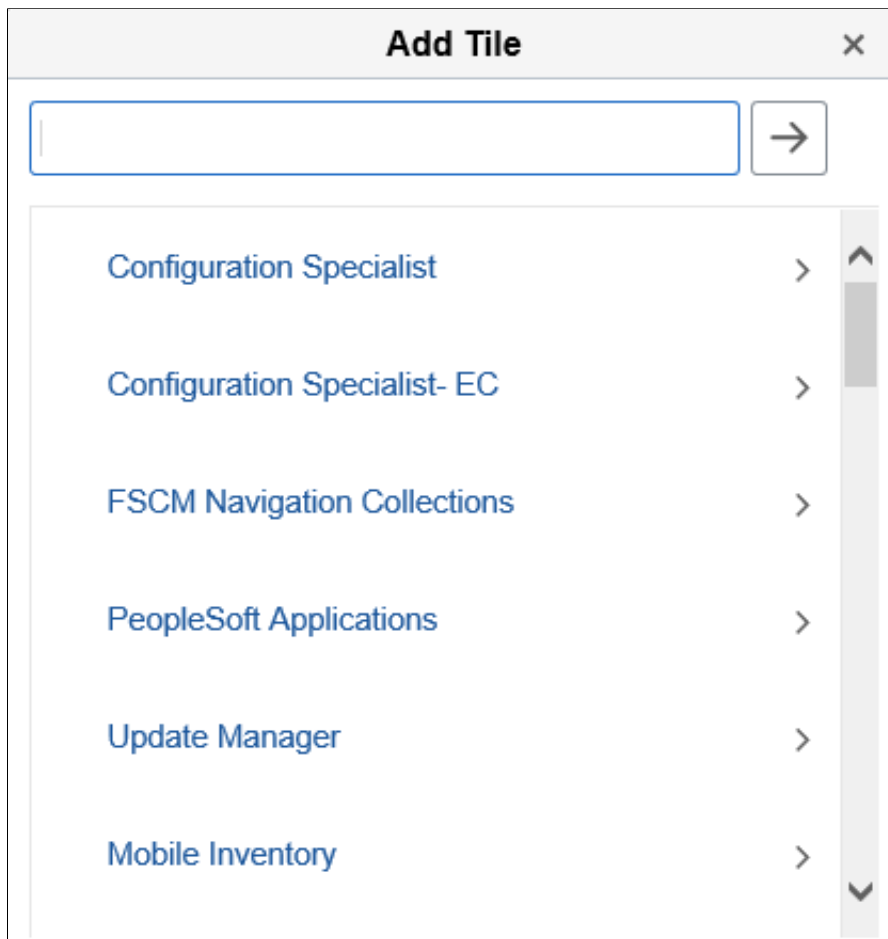 Add Tile
Configuration Specialist
Configuration Specialist- EC
FSCM Navigation Collections
PeopleSoft Applications
Update Manager
Mobile Inventory